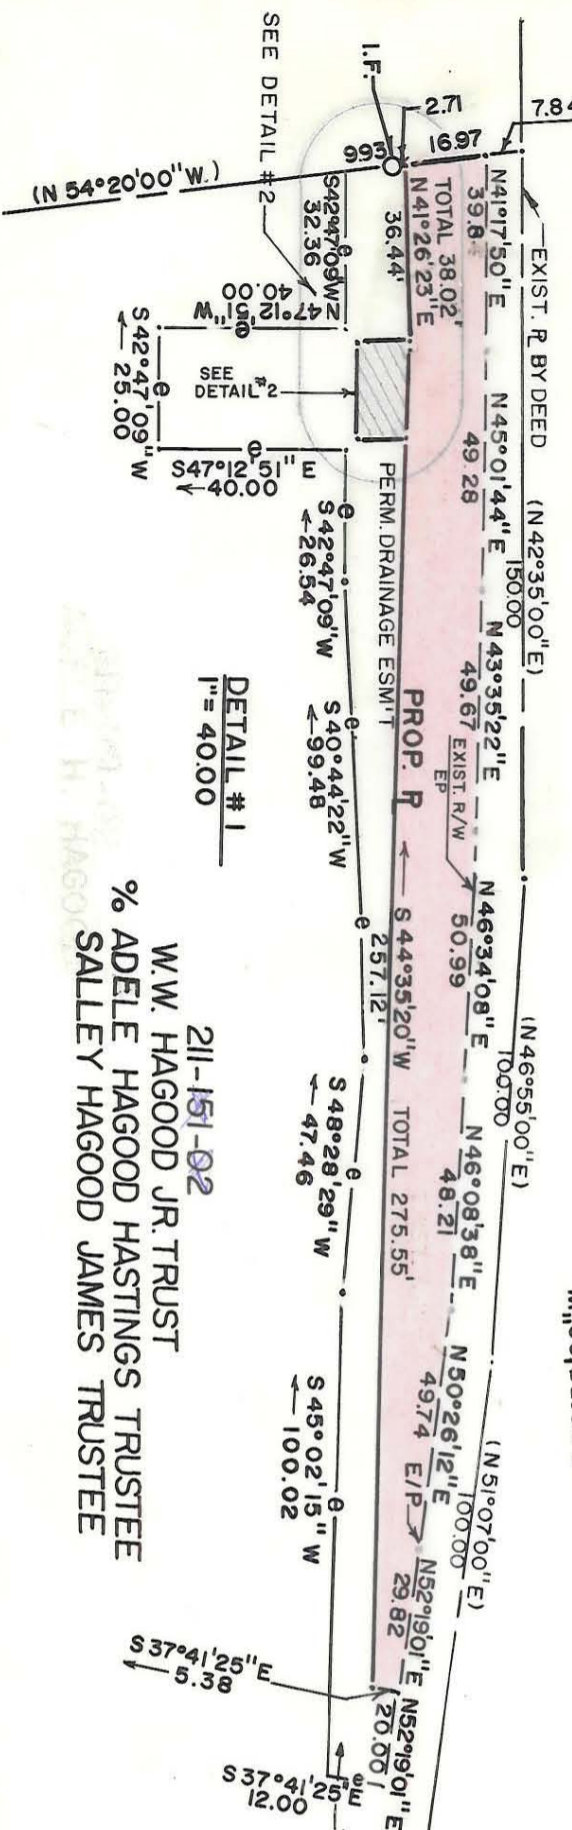 SEE DETAIL #2
I.F.
2.71
16.97
7.84
9.93
(N 54°20'00" W.)
EXIST. ℞ BY DEED
(N 42°35'00"E)
150.00
(N46°55'00"E)
100.00
(N51°07'00"E)
100.00
N41°17'50"E
39.84
N45°01'44"E
49.28
N43°35'22"E
49.67
EXIST. R/W
EP
N46°34'08"E
50.99
N46°08'38"E
48.21
N50°26'12"E
49.74
E/P
N52°19'01"E
29.82
N52°19'01"E
20.00
TOTAL 38.02'
N41°26'23"E
36.44'
PROP. ℞
S 44°35'20"W TOTAL 275.55'
257.12'
PERM. DRAINAGE ESM'T
S42°47'09"W
32.36
N47°12'51"W
40.00
SEE
DETAIL #2
S42°47'09"W
25.00
S47°12'51"E
40.00
S42°47'09"W
26.54
S40°44'22"W
99.48
S48°28'29"W
47.46
S45°02'15"W
100.02
S37°41'25"E
5.38
S37°41'25"E
12.00
DETAIL #1
1"= 40.00
211-151-02
W.W. HAGOOD JR. TRUST
% ADELE HAGOOD HASTINGS TRUSTEE
SALLEY HAGOOD JAMES TRUSTEE